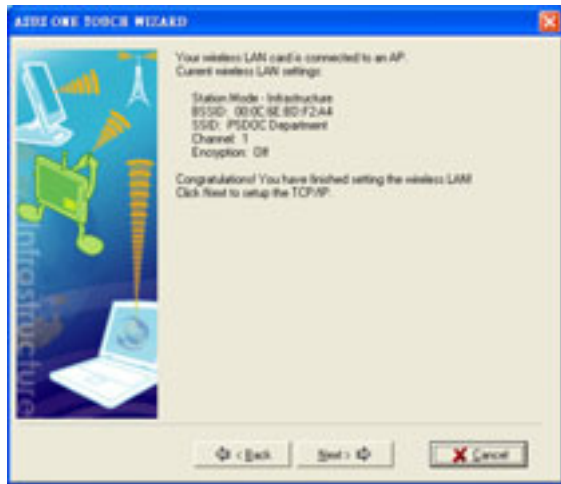 ASUS ONE TOUCH WIZARD
Your wireless LAN card is connected to an AP.
Current wireless LAN settings:
Station Mode - Infrastructure
BSSID: 00:0C:6E:BD:F2:A4
SSID: PSDOC Department
Channel: 1
Encryption: Off
Congratulations! You have finished setting the wireless LAN!
Click Next to setup the TCP/IP.
Infrastructure
< Back
Next >
Cancel